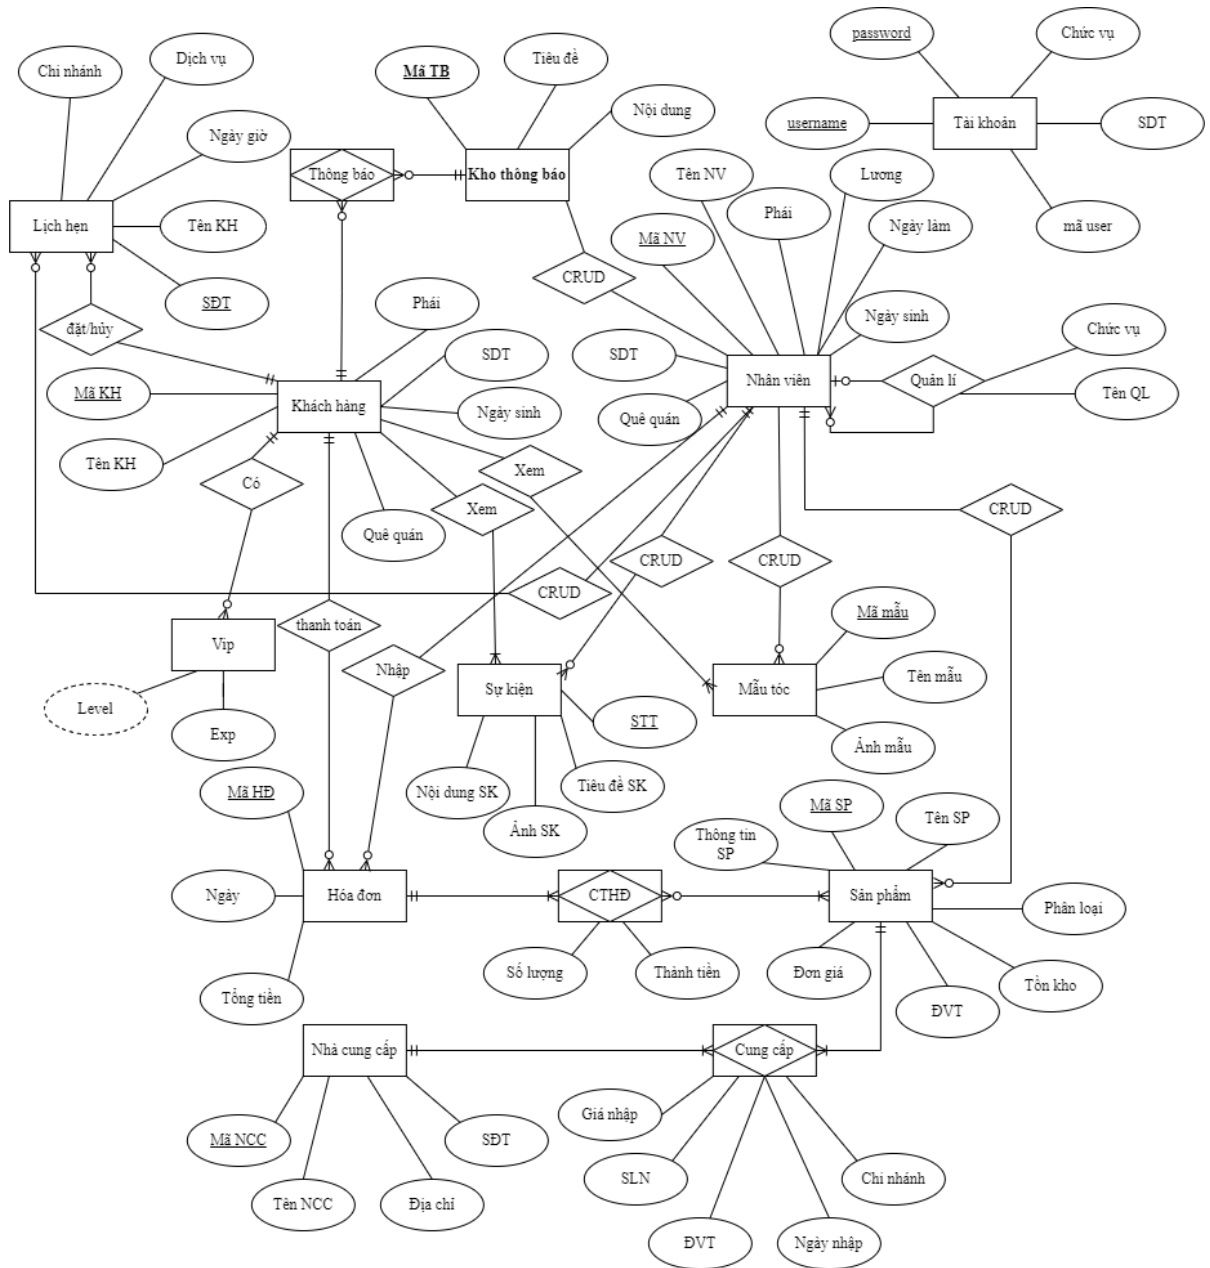 password
Chức vụ
Chi nhánh
Dịch vụ
Mã TB
Tiêu đề
Nội dung
username
Tài khoản
SDT
Ngày giờ
Thông báo
Kho thông báo
Tên NV
Lương
Phái
Lịch hẹn
Tên KH
Mã NV
Ngày làm
mã user
CRUD
SĐT
Phái
Ngày sinh
đặt/hủy
SDT
SDT
Nhân viên
Quản lí
Chức vụ
Tên QL
Mã KH
Khách hàng
Ngày sinh
Quê quán
Tên KH
Có
Xem
Xem
Quê quán
CRUD
CRUD
CRUD
CRUD
thanh toán
Mã mẫu
Vip
Nhập
Sự kiện
Mẫu tóc
Tên mẫu
Level
Exp
STT
Ảnh mẫu
Mã HĐ
Nội dung SK
Tiêu đề SK
Ảnh SK
Mã SP
Tên SP
Thông tin
SP
Ngày
Hóa đơn
CTHĐ
Sản phẩm
Phân loại
Số lượng
Thành tiền
Đơn giá
Tồn kho
Tổng tiền
ĐVT
Nhà cung cấp
Cung cấp
Giá nhập
Mã NCC
SĐT
SLN
Chi nhánh
Tên NCC
Địa chỉ
ĐVT
Ngày nhập